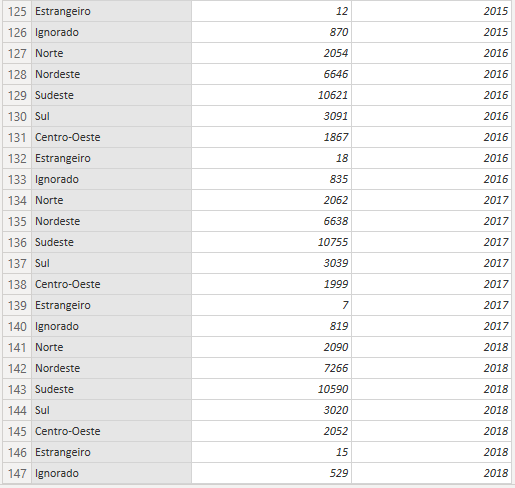 125 Estrangeiro 12 2015
126 Ignorado 870 2015
127 Norte 2054 2016
128 Nordeste 6646 2016
129 Sudeste 10621 2016
130 Sul 3091 2016
131 Centro-Oeste 1867 2016
132 Estrangeiro 18 2016
133 Ignorado 835 2016
134 Norte 2062 2017
135 Nordeste 6638 2017
136 Sudeste 10755 2017
137 Sul 3039 2017
138 Centro-Oeste 1999 2017
139 Estrangeiro 7 2017
140 Ignorado 819 2017
141 Norte 2090 2018
142 Nordeste 7266 2018
143 Sudeste 10590 2018
144 Sul 3020 2018
145 Centro-Oeste 2052 2018
146 Estrangeiro 15 2018
147 Ignorado 529 2018